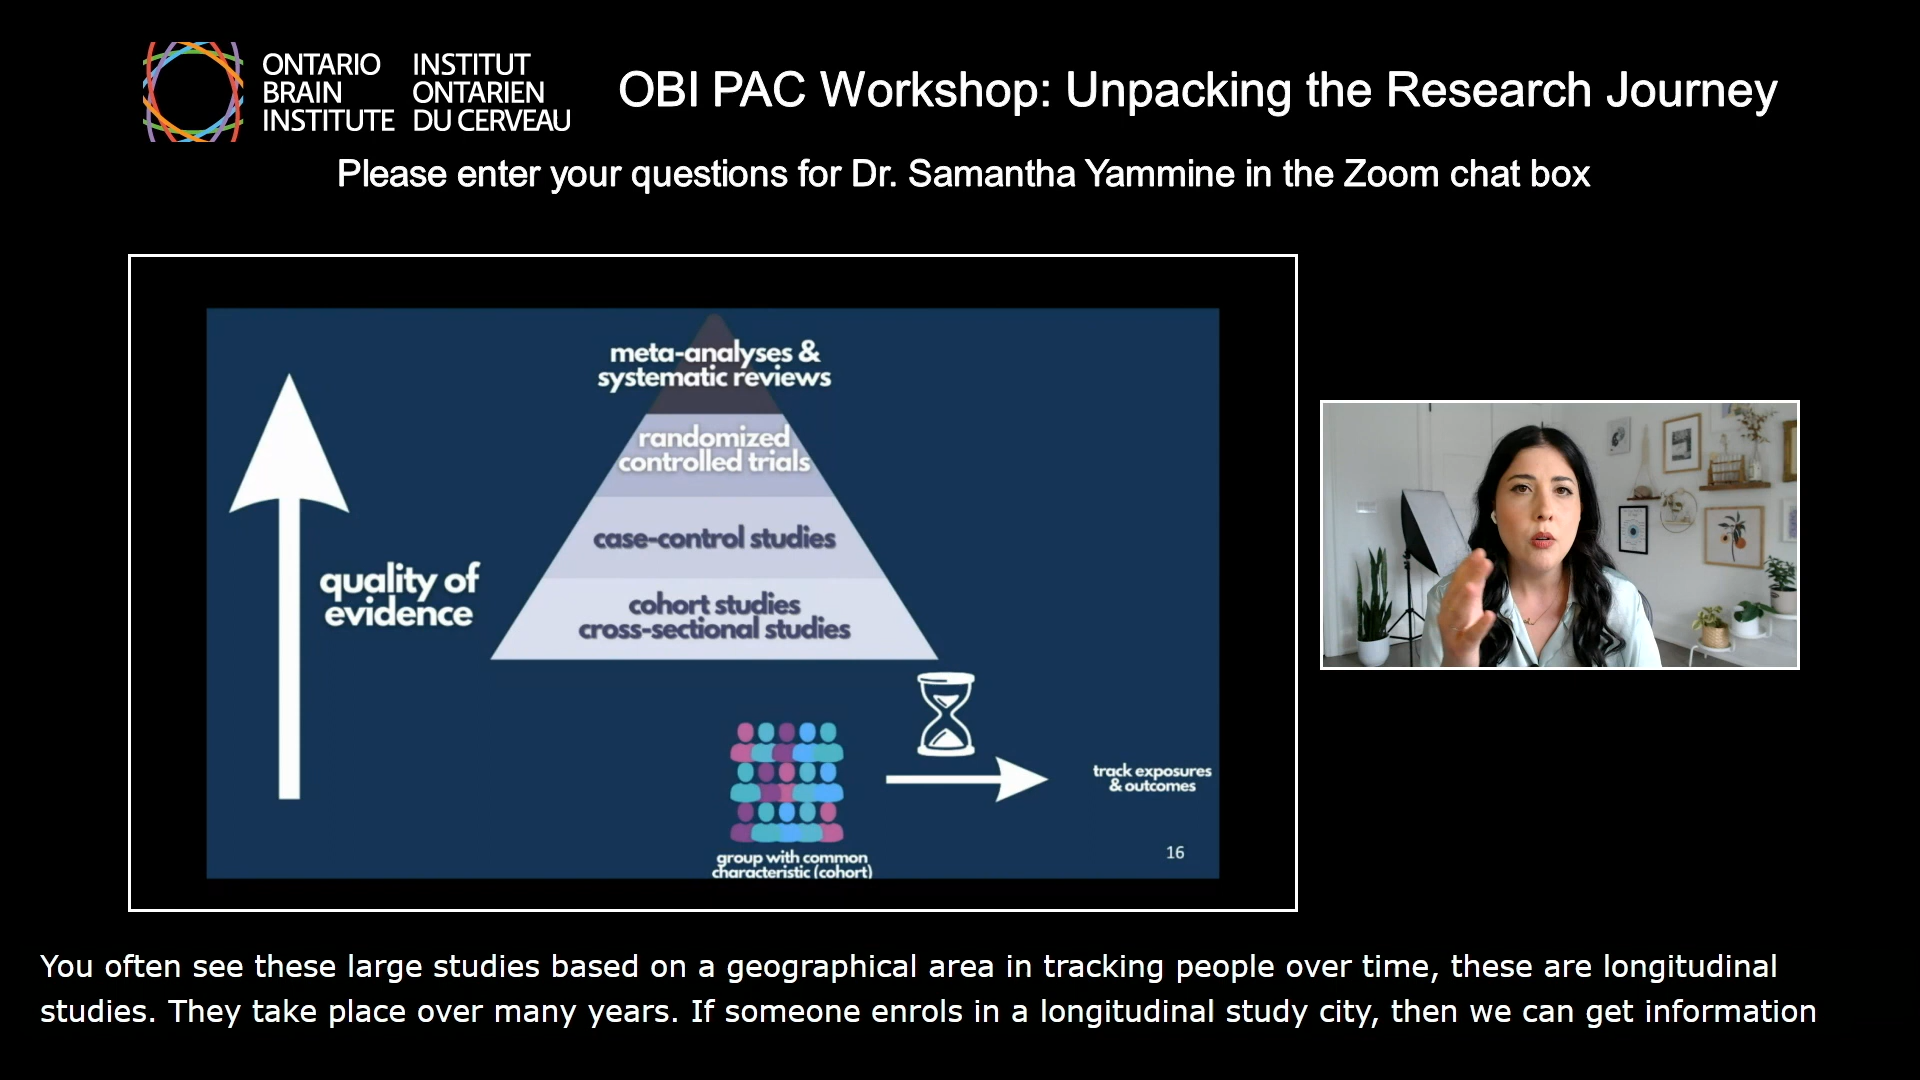 ONTARIO
BRAIN
INSTITUTE
INSTITUT
ONTARIEN
DU CERVEAU
OBI PAC Workshop: Unpacking the Research Journey
Please enter your questions for Dr. Samantha Yammine in the Zoom chat box
meta-analyses &
systematic reviews
randomized
controlled trials
case-control studies
cohort studies
cross-sectional studies
quality of
evidence
group with common
characteristic (cohort)
track exposures
& outcomes
16
You often see these large studies based on a geographical area in tracking people over time, these are longitudinal
studies. They take place over many years. If someone enrols in a longitudinal study city, then we can get information